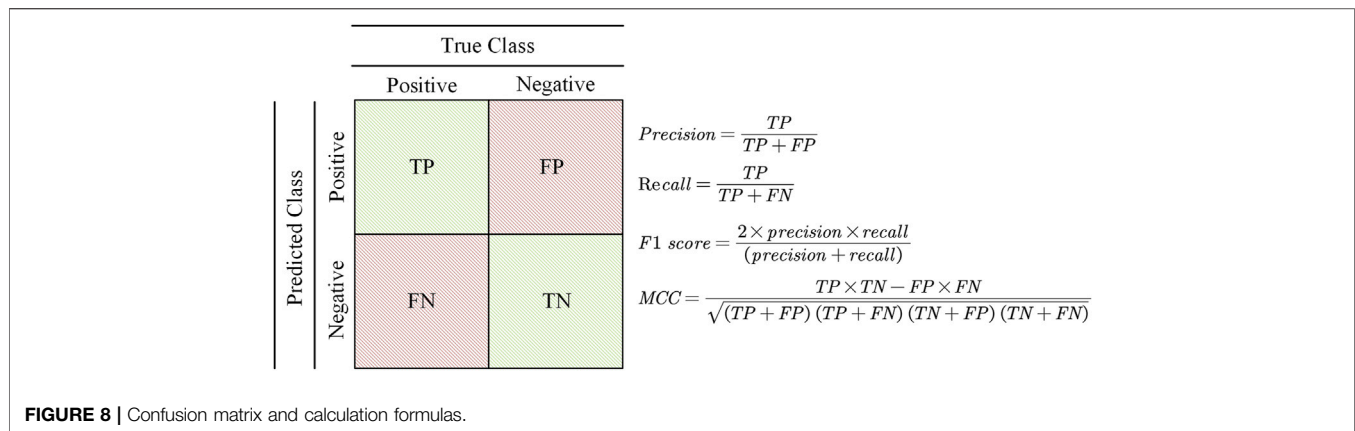 True Class
Positive Negative
Predicted Class
Positive
TP FP
Negative
FN TN
Precision = TP / TP + FP
Recall = TP / TP + FN
F1 score = 2 × precision × recall / (precision + recall)
MCC = TP × TN − FP × FN / √(TP + FP) (TP + FN) (TN + FP) (TN + FN)
FIGURE 8 | Confusion matrix and calculation formulas.